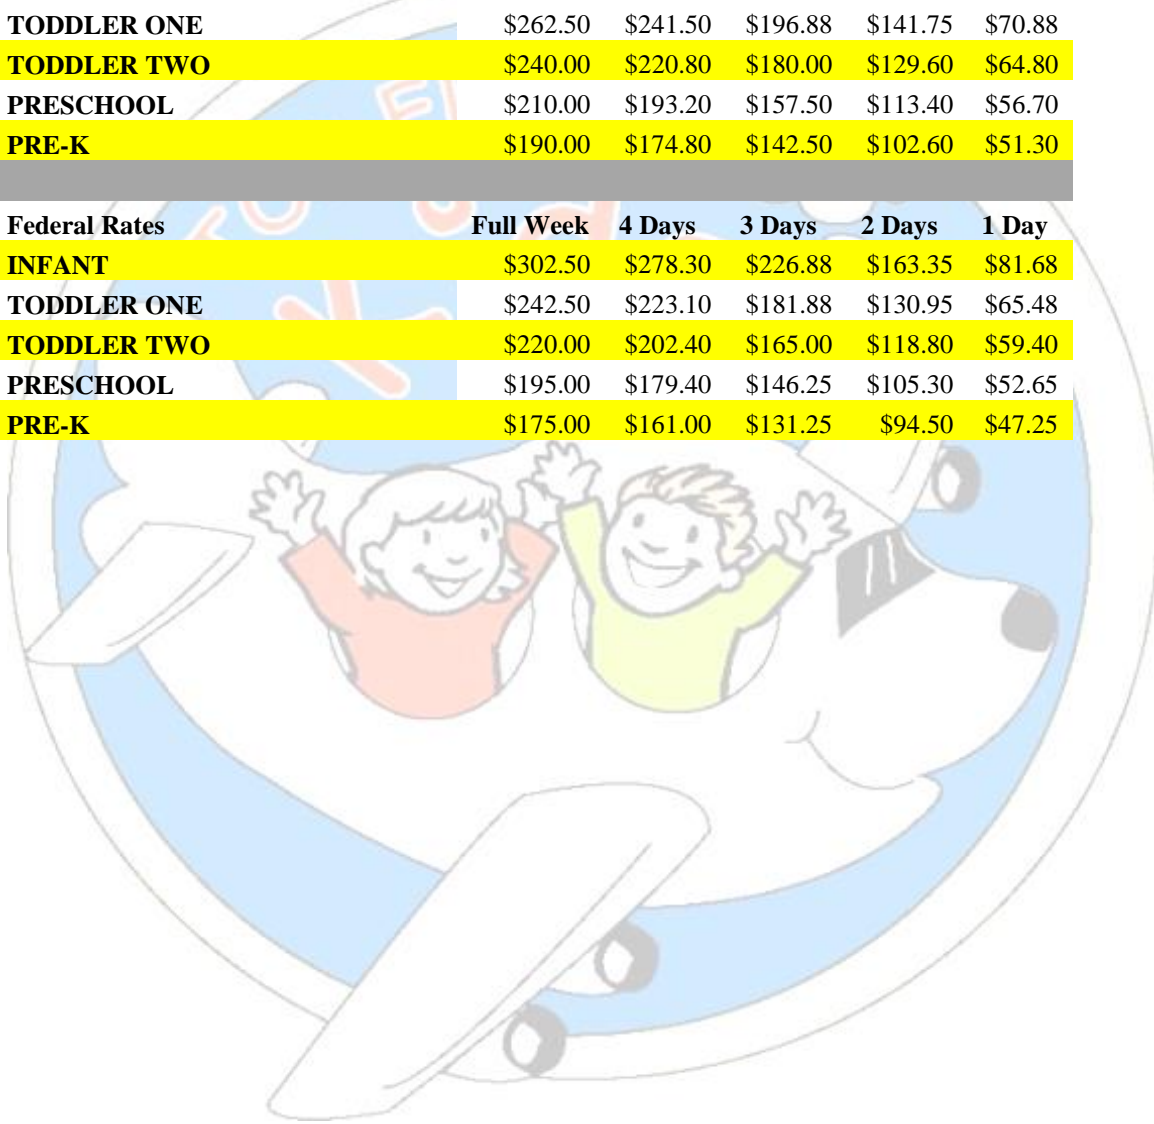 TODDLER ONE $262.50 $241.50 $196.88 $141.75 $70.88
TODDLER TWO $240.00 $220.80 $180.00 $129.60 $64.80
PRESCHOOL $210.00 $193.20 $157.50 $113.40 $56.70
PRE-K $190.00 $174.80 $142.50 $102.60 $51.30
Federal Rates Full Week 4 Days 3 Days 2 Days 1 Day
INFANT $302.50 $278.30 $226.88 $163.35 $81.68
TODDLER ONE $242.50 $223.10 $181.88 $130.95 $65.48
TODDLER TWO $220.00 $202.40 $165.00 $118.80 $59.40
PRESCHOOL $195.00 $179.40 $146.25 $105.30 $52.65
PRE-K $175.00 $161.00 $131.25 $94.50 $47.25